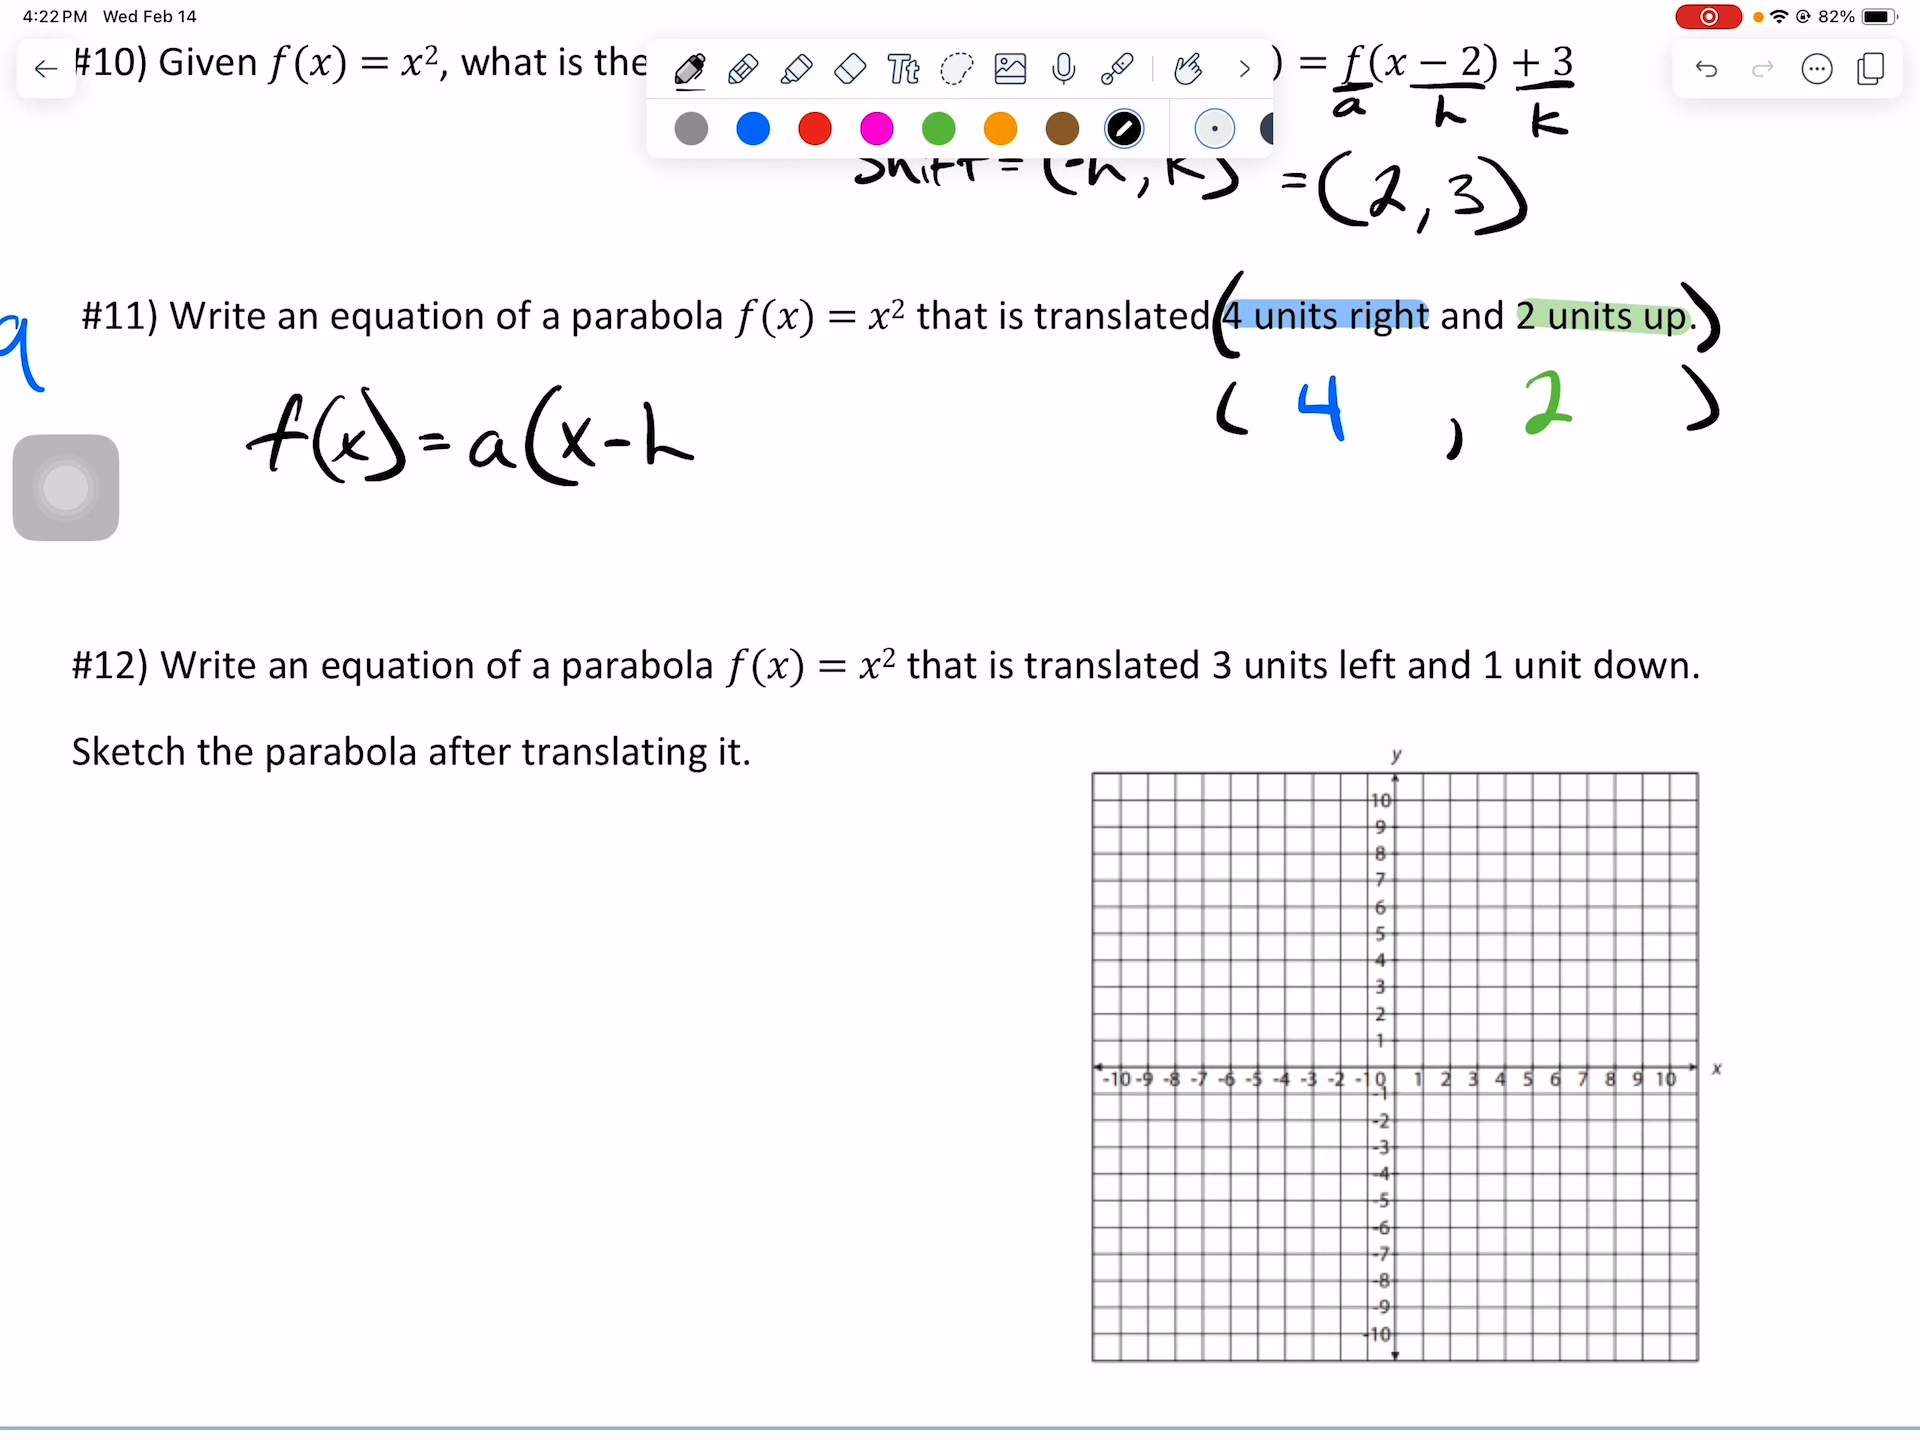 4:22 PM Wed Feb 14 82%
#10) Given f(x) = x², what is the ) = f(x − 2) + 3
Tt
a h k
shift = (-h, k) = (2, 3)
#11) Write an equation of a parabola f(x) = x² that is translated (4 units right and 2 units up.)
( 4 , 2 )
f(x) = a(x-h
#12) Write an equation of a parabola f(x) = x² that is translated 3 units left and 1 unit down.
Sketch the parabola after translating it.
y
10
9
8
7
6
5
4
3
2
1
-10 -9 -8 -7 -6 -5 -4 -3 -2 -1 0 1 2 3 4 5 6 7 8 9 10 x
-1
-2
-3
-4
-5
-6
-7
-8
-9
-10